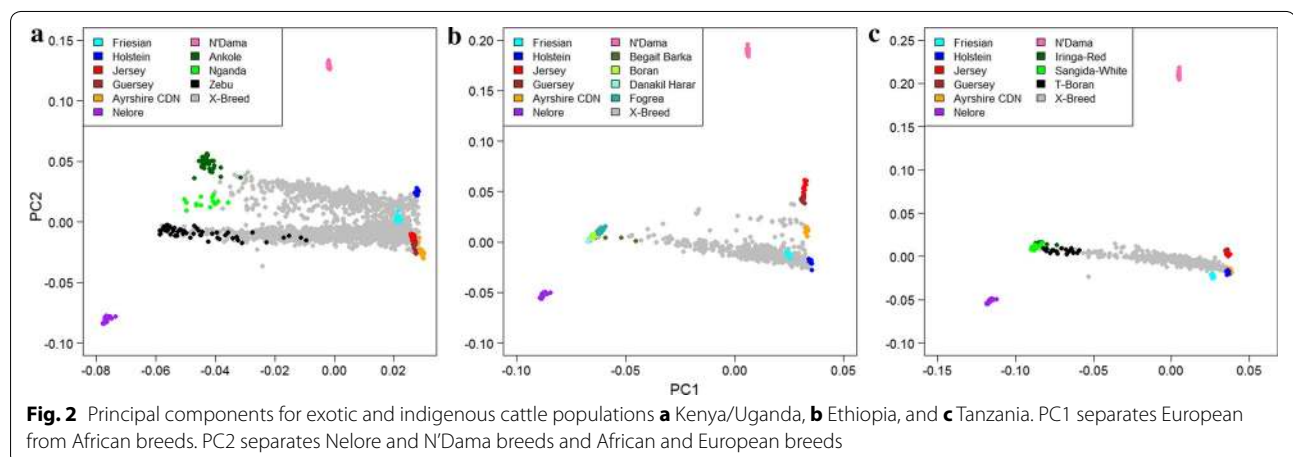 a
0.15
0.10
0.05
0.00
-0.05
-0.10
PC2
Friesian
Holstein
Jersey
Guersey
Ayrshire CDN
Nelore
N'Dama
Ankole
Nganda
Zebu
X-Breed
-0.08
-0.06
-0.04
-0.02
0.00
0.02
b
0.20
0.15
0.10
0.05
0.00
-0.05
-0.10
Friesian
Holstein
Jersey
Guersey
Ayrshire CDN
Nelore
N'Dama
Begait Barka
Boran
Danakil Harar
Fogrea
X-Breed
-0.10
-0.05
0.00
0.05
PC1
c
0.25
0.20
0.15
0.10
0.05
0.00
-0.05
-0.10
Friesian
Holstein
Jersey
Guersey
Ayrshire CDN
Nelore
N'Dama
Iringa-Red
Sangida-White
T-Boran
X-Breed
-0.15
-0.10
-0.05
0.00
0.05
Fig. 2 Principal components for exotic and indigenous cattle populations a Kenya/Uganda, b Ethiopia, and c Tanzania. PC1 separates European
from African breeds. PC2 separates Nelore and N'Dama breeds and African and European breeds